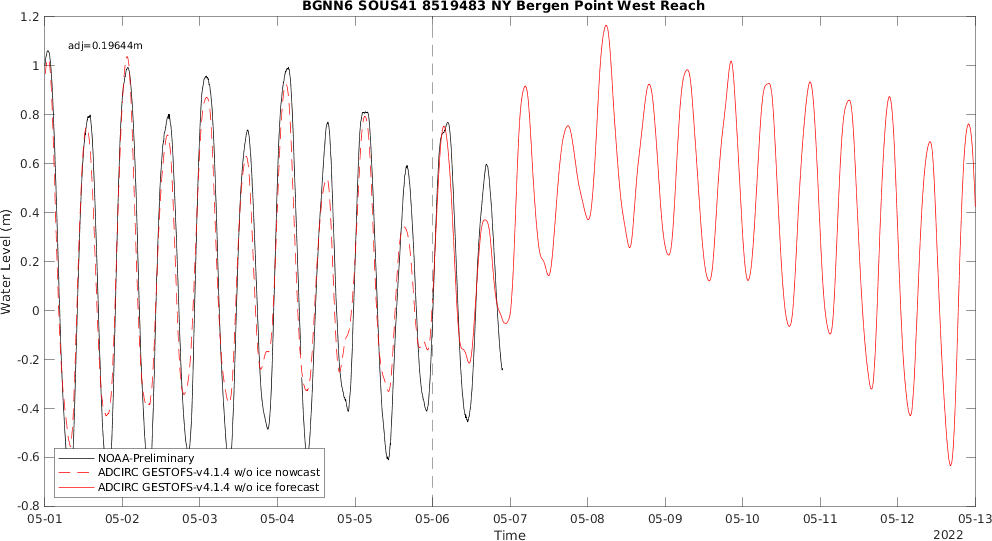 BGNN6 SOUS41 8519483 NY Bergen Point West Reach
adj=0.19644m
1.2
1
0.8
0.6
0.4
0.2
0
-0.2
-0.4
-0.6
-0.8
Water Level (m)
NOAA-Preliminary
ADCIRC GESTOFS-v4.1.4 w/o ice nowcast
ADCIRC GESTOFS-v4.1.4 w/o ice forecast
05-01 05-02 05-03 05-04 05-05 05-06 05-07 05-08 05-09 05-10 05-11 05-12 05-13
Time
2022